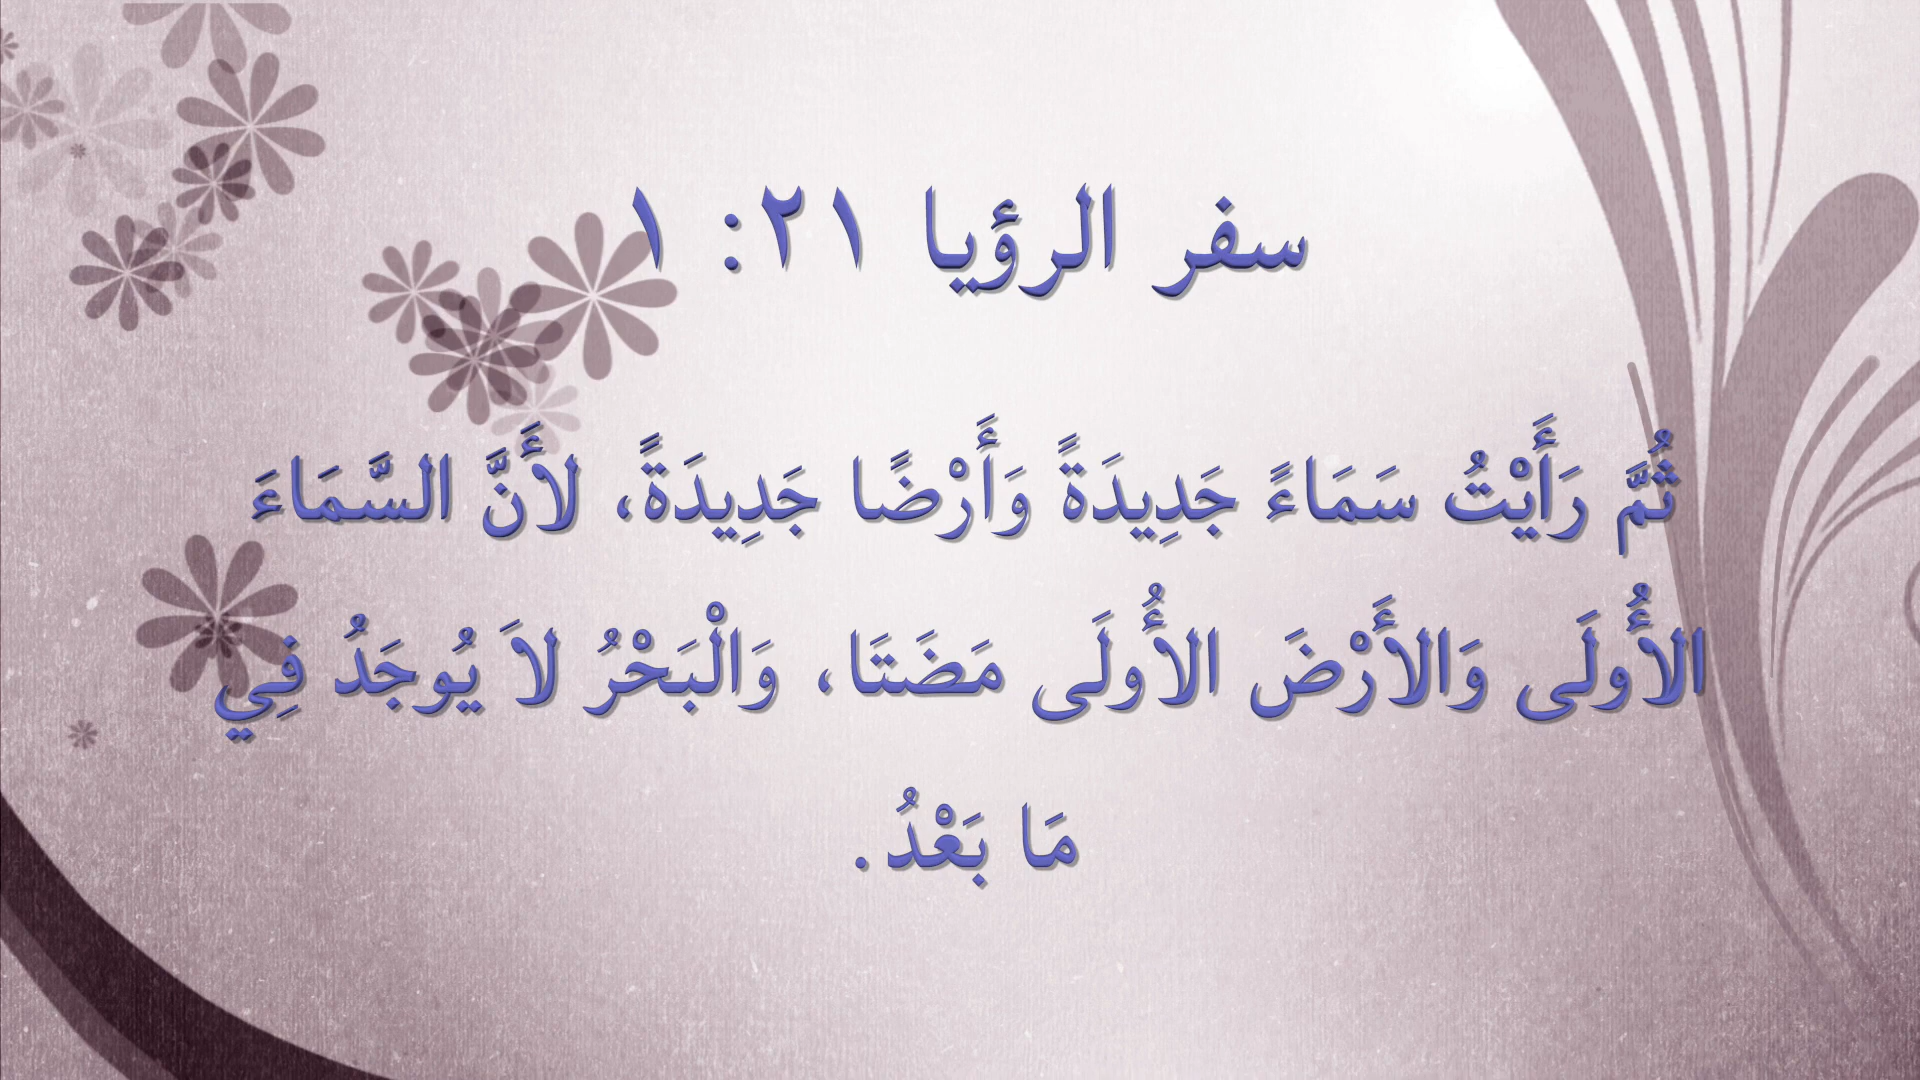 سفر الرؤيا ٢١: ١
ثُمَّ رَأَيْتُ سَمَاءً جَدِيدَةً وَأَرْضًا جَدِيدَةً، لأَنَّ السَّمَاءَ
الأُولَى وَالأَرْضَ الأُولَى مَضَتَا، وَالْبَحْرُ لاَ يُوجَدُ فِي
مَا بَعْدُ.